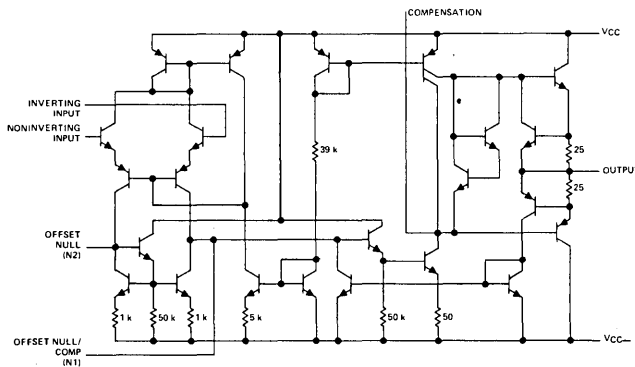 COMPENSATION
VCC
INVERTING
INPUT
NONINVERTING
INPUT
39 k
25
OUTPU
25
OFFSET
NULL
(N2)
1 k
50 k
1 k
5 k
50 k
50
OFFSET NULL/
COMP
(N1)
VCC–